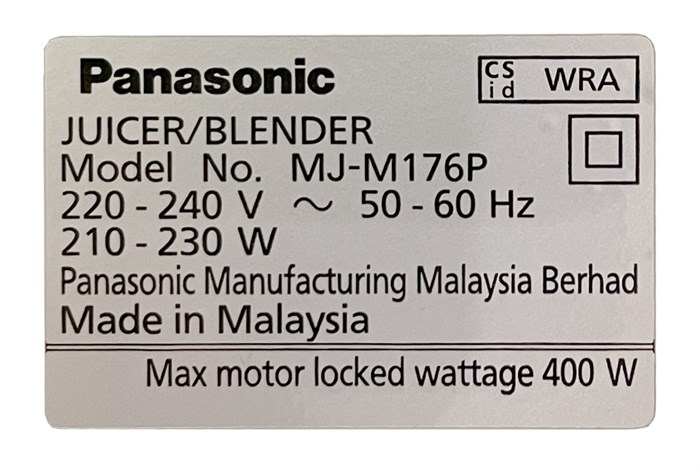 Panasonic
CS id WRA
JUICER/BLENDER
Model No. MJ-M176P
220 - 240 V ～ 50 - 60 Hz
210 - 230 W
Panasonic Manufacturing Malaysia Berhad
Made in Malaysia
Max motor locked wattage 400 W